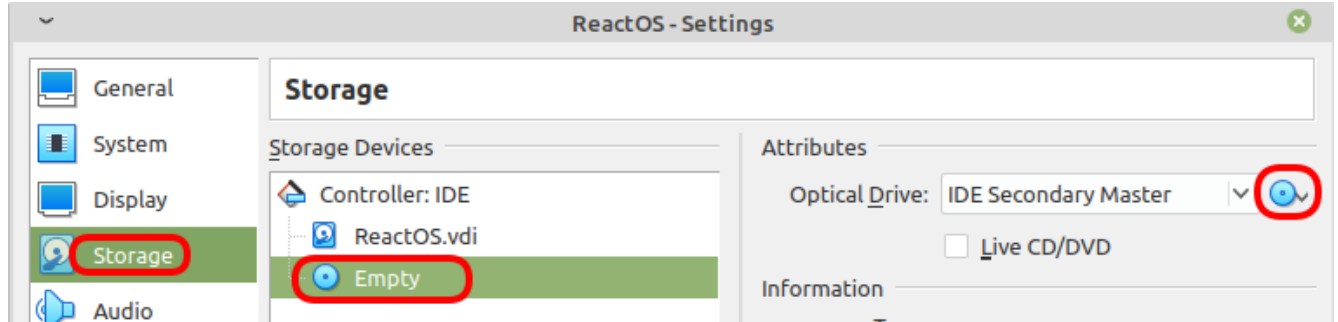 ReactOS - Settings
General
System
Display
Storage
Audio
Storage
Storage Devices
Controller: IDE
ReactOS.vdi
Empty
Attributes
Optical Drive: IDE Secondary Master
Live CD/DVD
Information